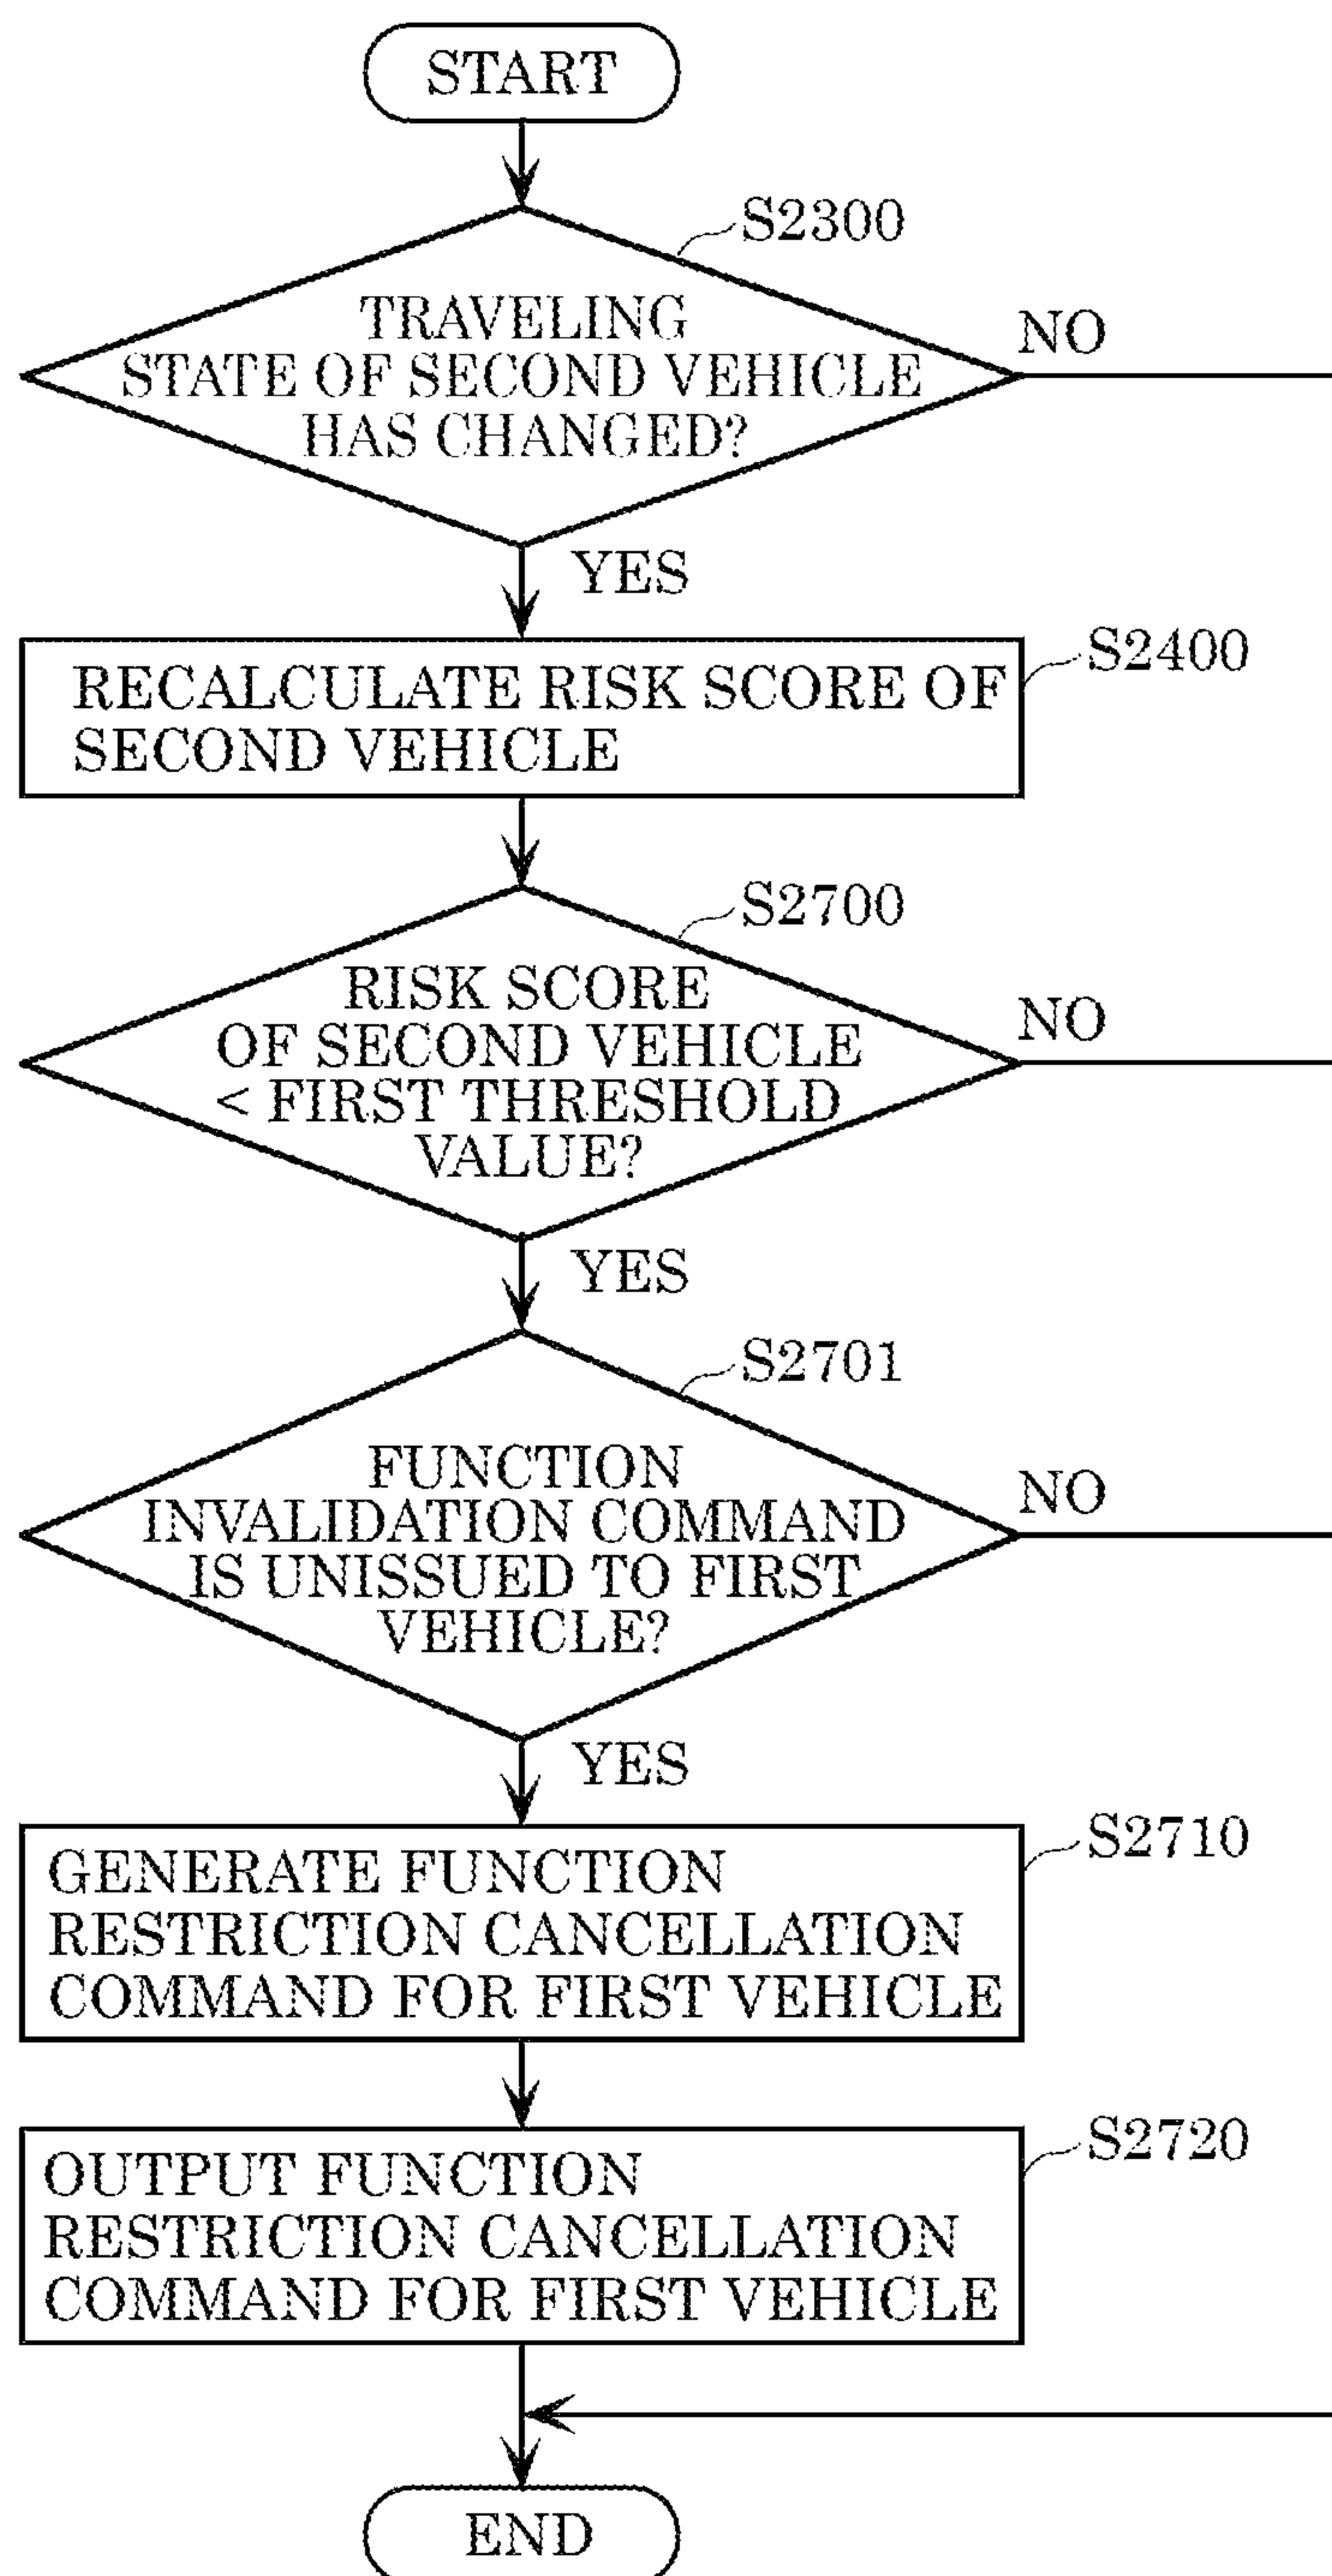 START
S2300
TRAVELING
STATE OF SECOND VEHICLE
HAS CHANGED?
NO
YES
S2400
RECALCULATE RISK SCORE OF
SECOND VEHICLE
S2700
RISK SCORE
OF SECOND VEHICLE
< FIRST THRESHOLD
VALUE?
NO
YES
S2701
FUNCTION
INVALIDATION COMMAND
IS UNISSUED TO FIRST
VEHICLE?
NO
YES
S2710
GENERATE FUNCTION
RESTRICTION CANCELLATION
COMMAND FOR FIRST VEHICLE
S2720
OUTPUT FUNCTION
RESTRICTION CANCELLATION
COMMAND FOR FIRST VEHICLE
END